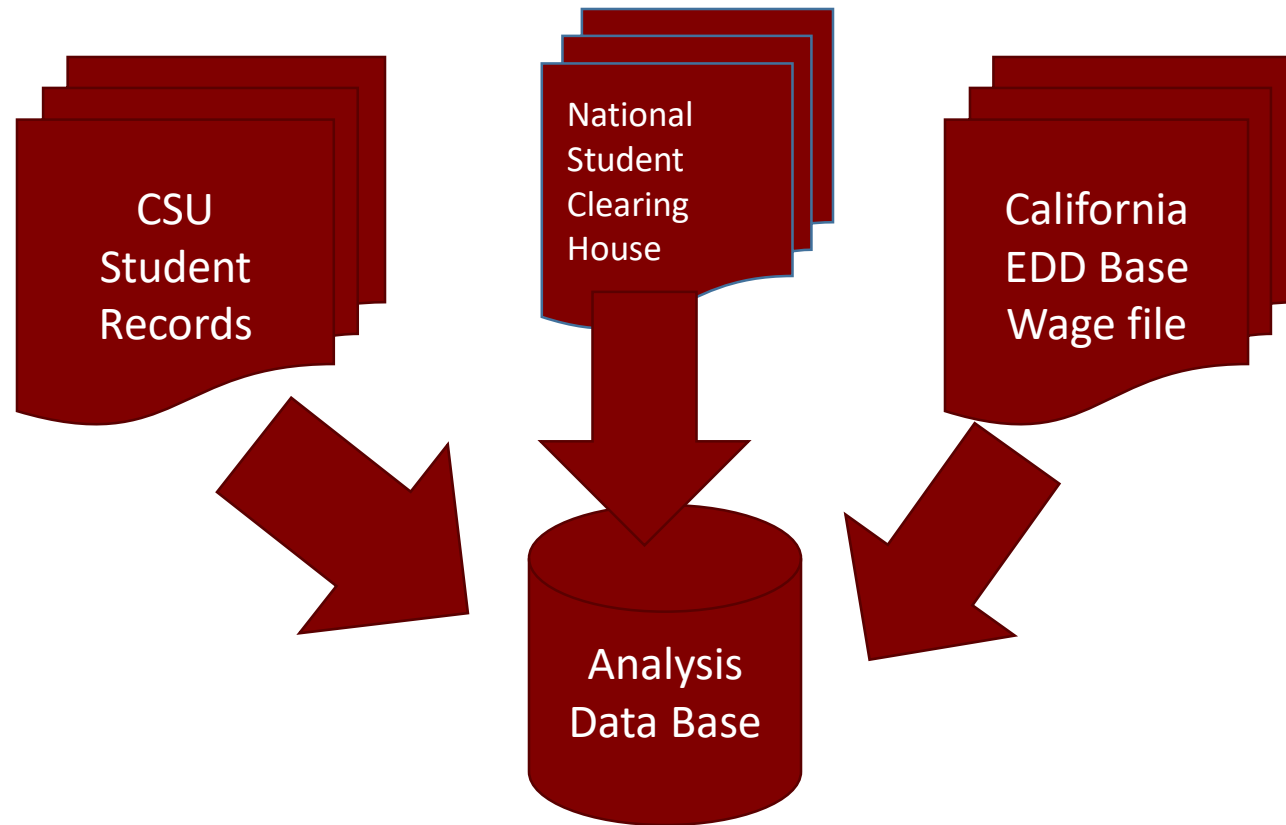 CSU
Student
Records
National
Student
Clearing
House
California
EDD Base
Wage file
Analysis
Data Base